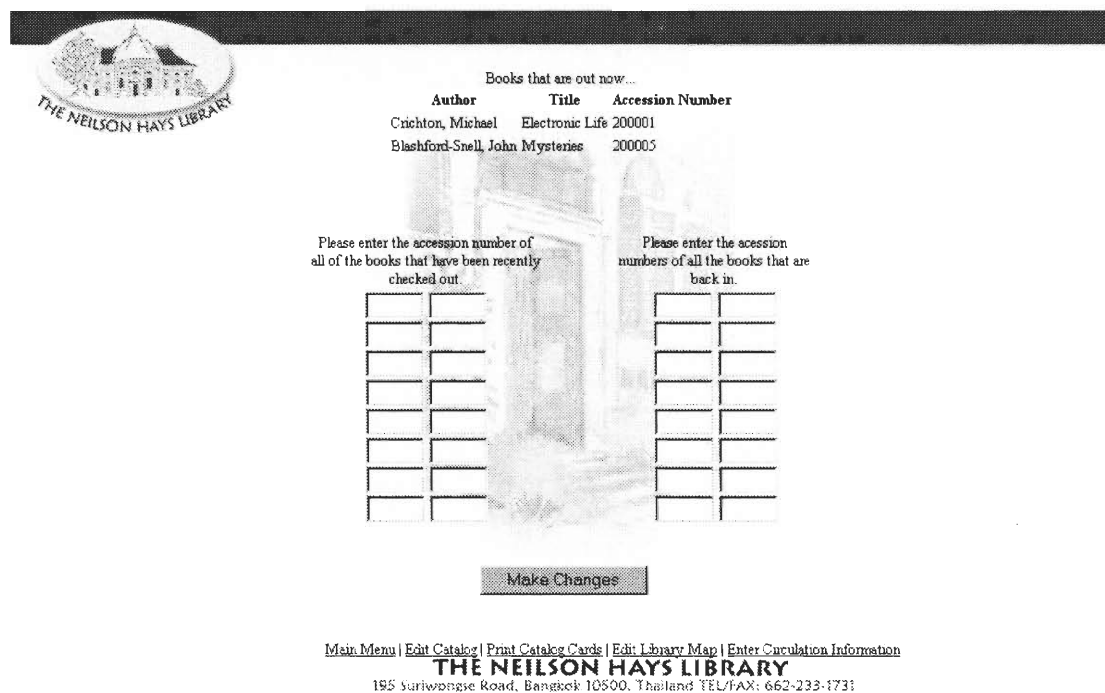 THE NEILSON HAYS LIBRARY
Books that are out now...
Author Title Accession Number
Crichton, Michael Electronic Life 200001
Blashford-Snell, John Mysteries 200005
Please enter the accession number of
all of the books that have been recently
checked out.
Please enter the acession
numbers of all the books that are
back in.
Make Changes
Main Menu | Edit Catalog | Print Catalog Cards | Edit Library Map | Enter Circulation Information
THE NEILSON HAYS LIBRARY
195 Suriwongse Road, Bangkok 10500, Thailand TEL/FAX: 662-233-1731